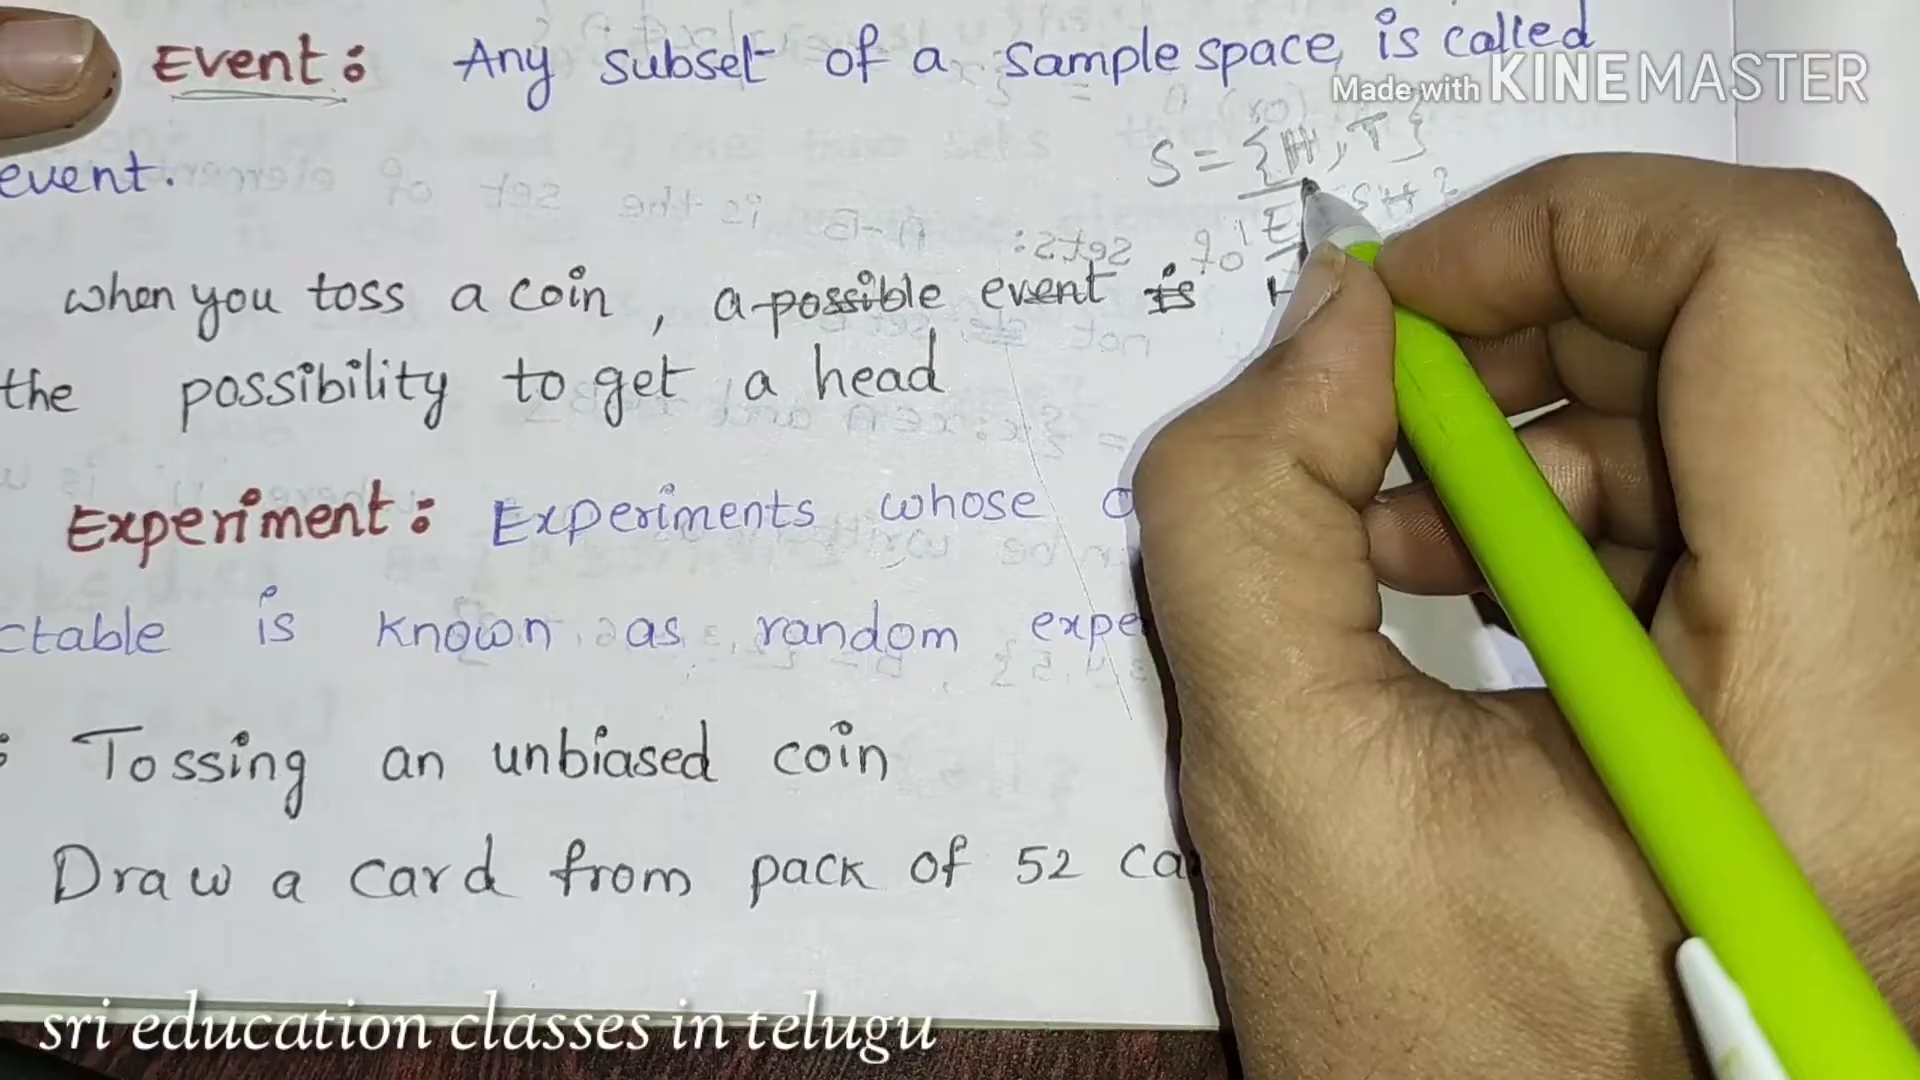 Event: Any subset of a sample space is called
Made with KINEMASTER
S = {H, T}
event.
when you toss a coin, a possible event is
the possibility to get a head
Experiment: Experiments whose
ctable is known as random expe
: Tossing an unbiased coin
Draw a card from pack of 52 ca
sri education classes in telugu